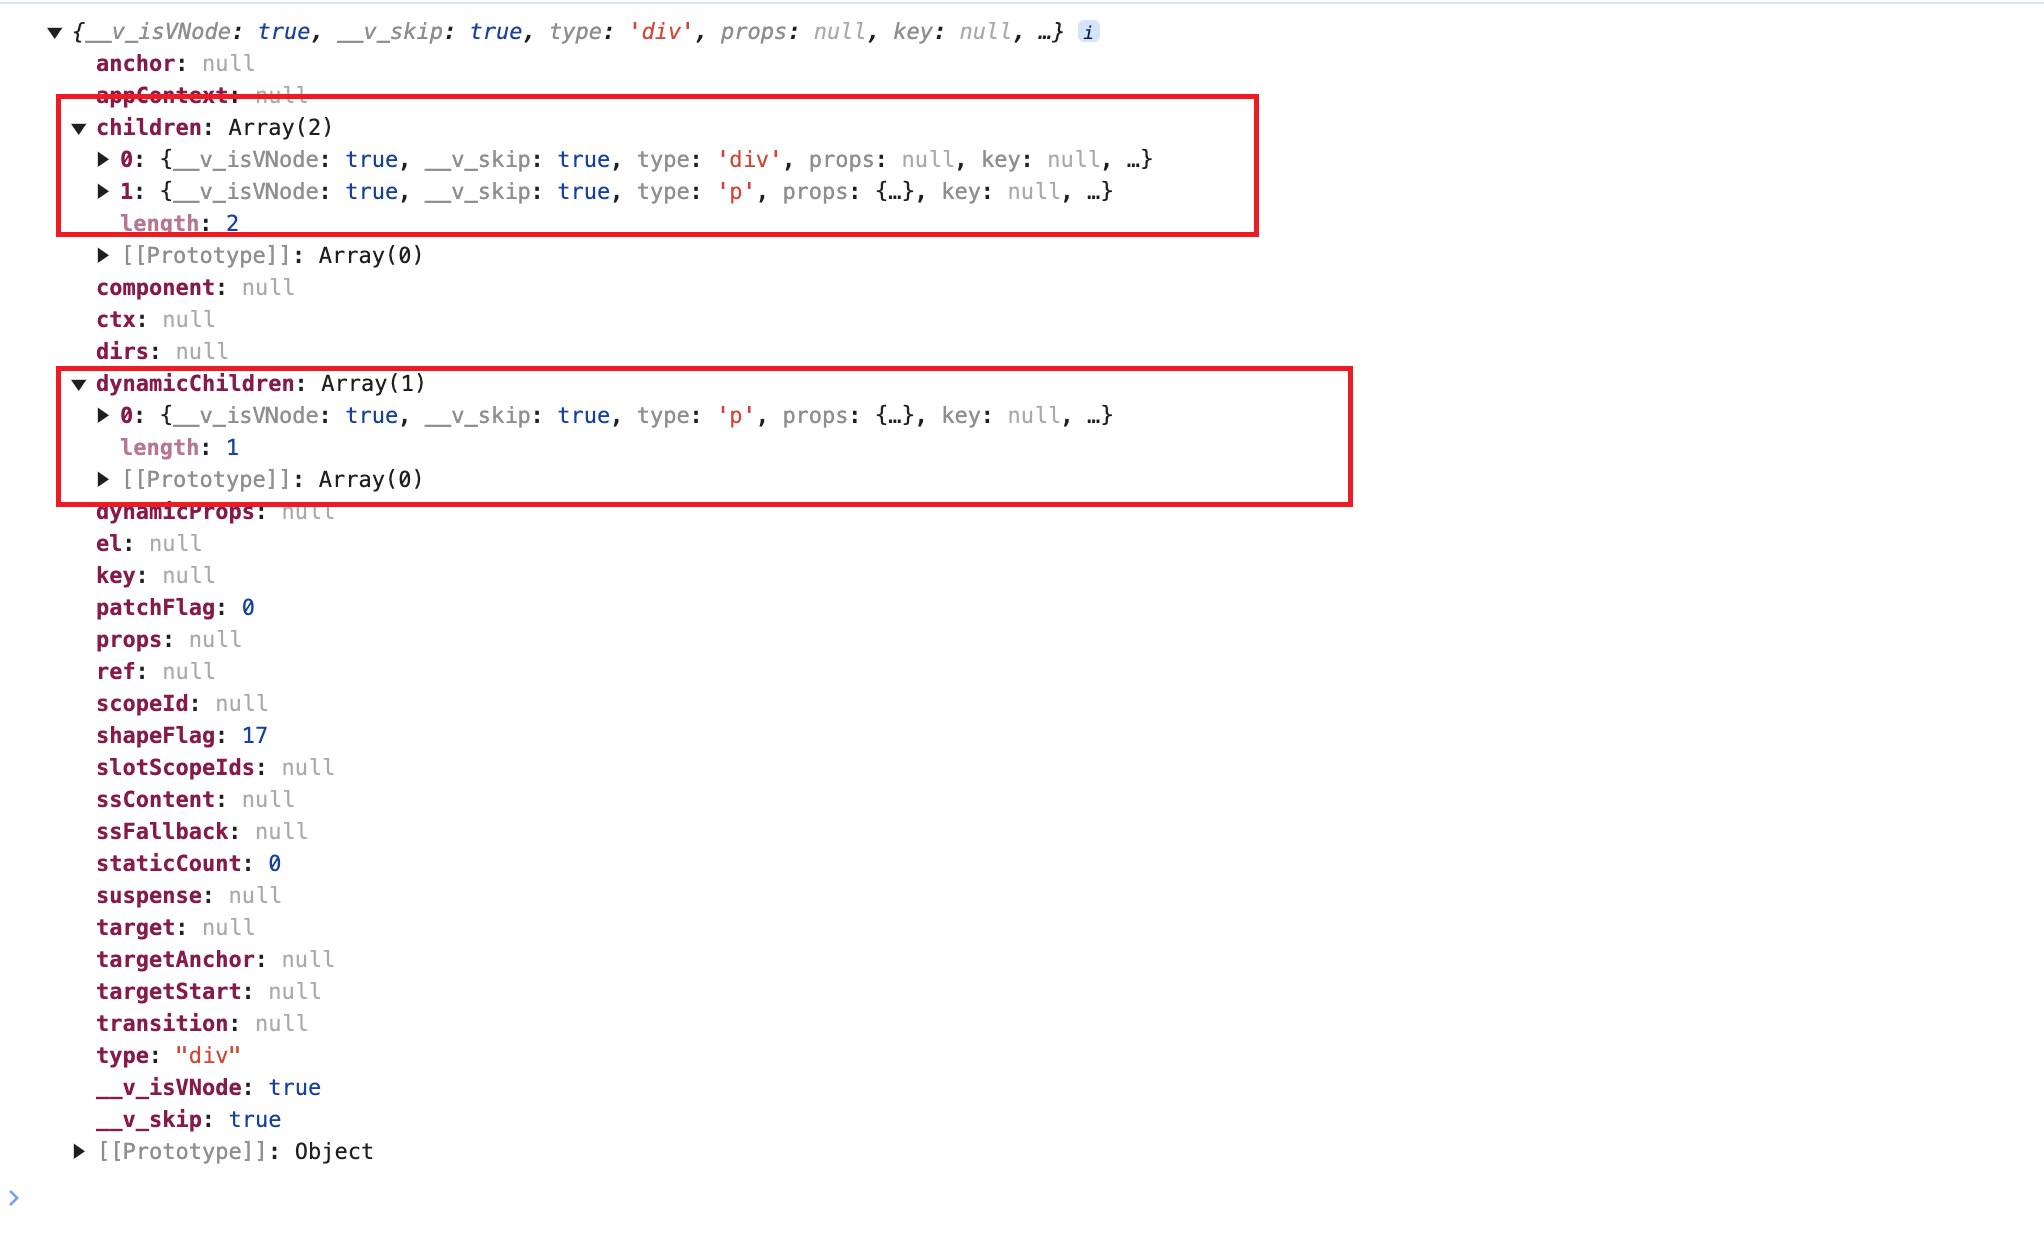 ▼ {__v_isVNode: true, __v_skip: true, type: 'div', props: null, key: null, …} i
anchor: null
appContext: null
▼ children: Array(2)
▶ 0: {__v_isVNode: true, __v_skip: true, type: 'div', props: null, key: null, …}
▶ 1: {__v_isVNode: true, __v_skip: true, type: 'p', props: {…}, key: null, …}
length: 2
▶ [[Prototype]]: Array(0)
component: null
ctx: null
dirs: null
▼ dynamicChildren: Array(1)
▶ 0: {__v_isVNode: true, __v_skip: true, type: 'p', props: {…}, key: null, …}
length: 1
▶ [[Prototype]]: Array(0)
dynamicProps: null
el: null
key: null
patchFlag: 0
props: null
ref: null
scopeId: null
shapeFlag: 17
slotScopeIds: null
ssContent: null
ssFallback: null
staticCount: 0
suspense: null
target: null
targetAnchor: null
targetStart: null
transition: null
type: "div"
__v_isVNode: true
__v_skip: true
▶ [[Prototype]]: Object